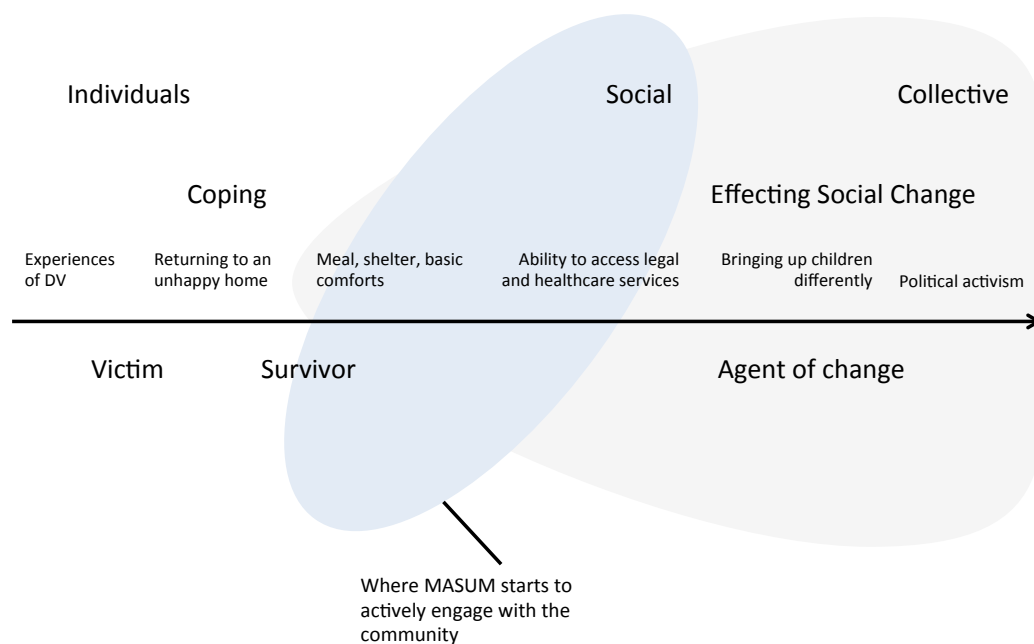 Individuals
Social
Collective
Coping
Effecting Social Change
Experiences
of DV
Returning to an
unhappy home
Meal, shelter, basic
comforts
Ability to access legal
and healthcare services
Bringing up children
differently
Political activism
Victim
Survivor
Agent of change
Where MASUM starts to
actively engage with the
community